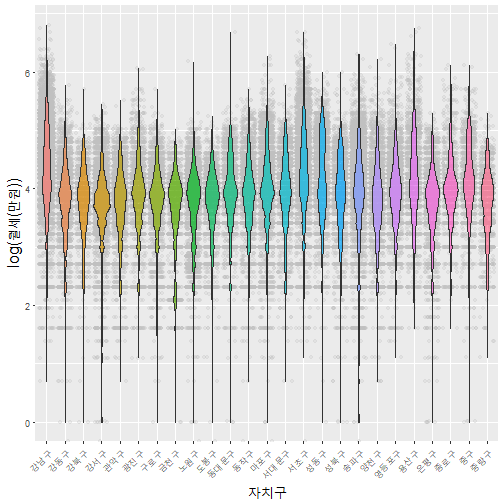 log(월세(만원))
6
4
2
0
강남구
강동구
강북구
강서구
관악구
광진구
구로구
금천구
노원구
도봉구
동대문구
동작구
마포구
서대문구
서초구
성동구
성북구
송파구
양천구
영등포구
용산구
은평구
종로구
중구
중랑구
자치구